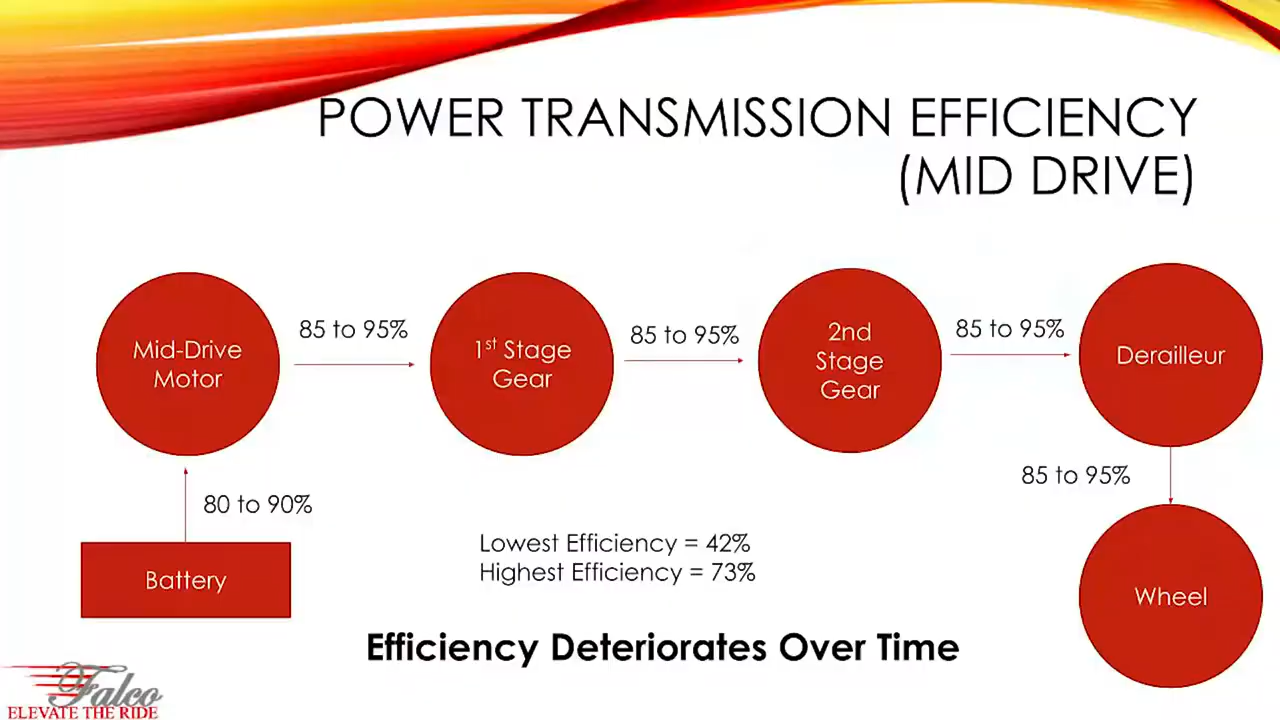 POWER TRANSMISSION EFFICIENCY
(MID DRIVE)
Mid-Drive
Motor
85 to 95%
1st Stage
Gear
85 to 95%
2nd
Stage
Gear
85 to 95%
Derailleur
80 to 90%
85 to 95%
Battery
Lowest Efficiency = 42%
Highest Efficiency = 73%
Wheel
Efficiency Deteriorates Over Time
Falco
ELEVATE THE RIDE